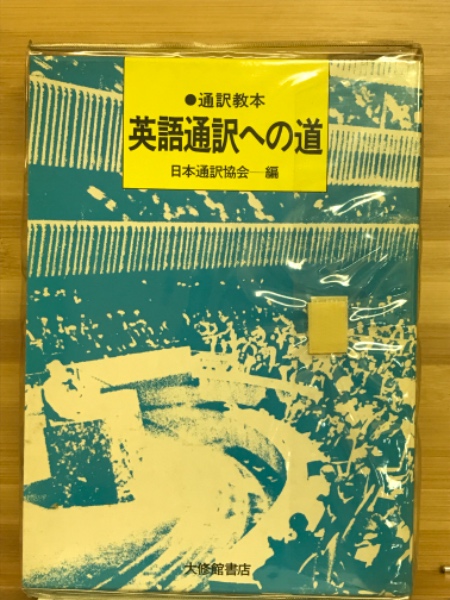 ●通訳教本
英語通訳への道
日本通訳協会―編
大修館書店